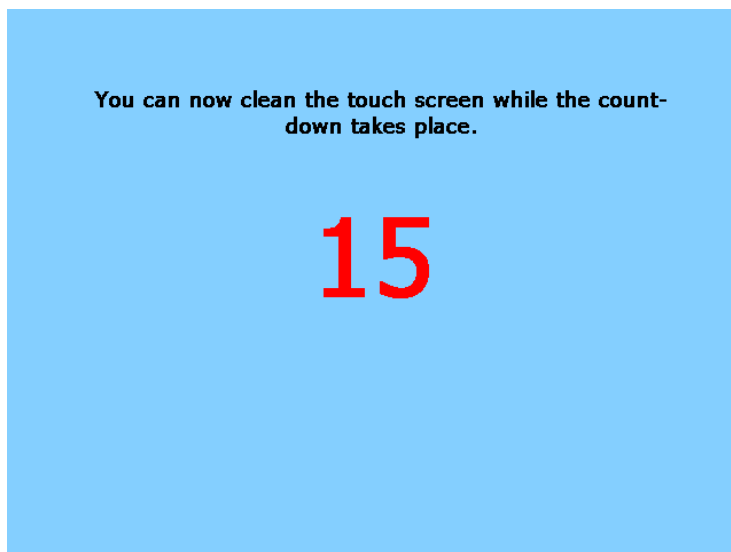 You can now clean the touch screen while the count-
down takes place.
15